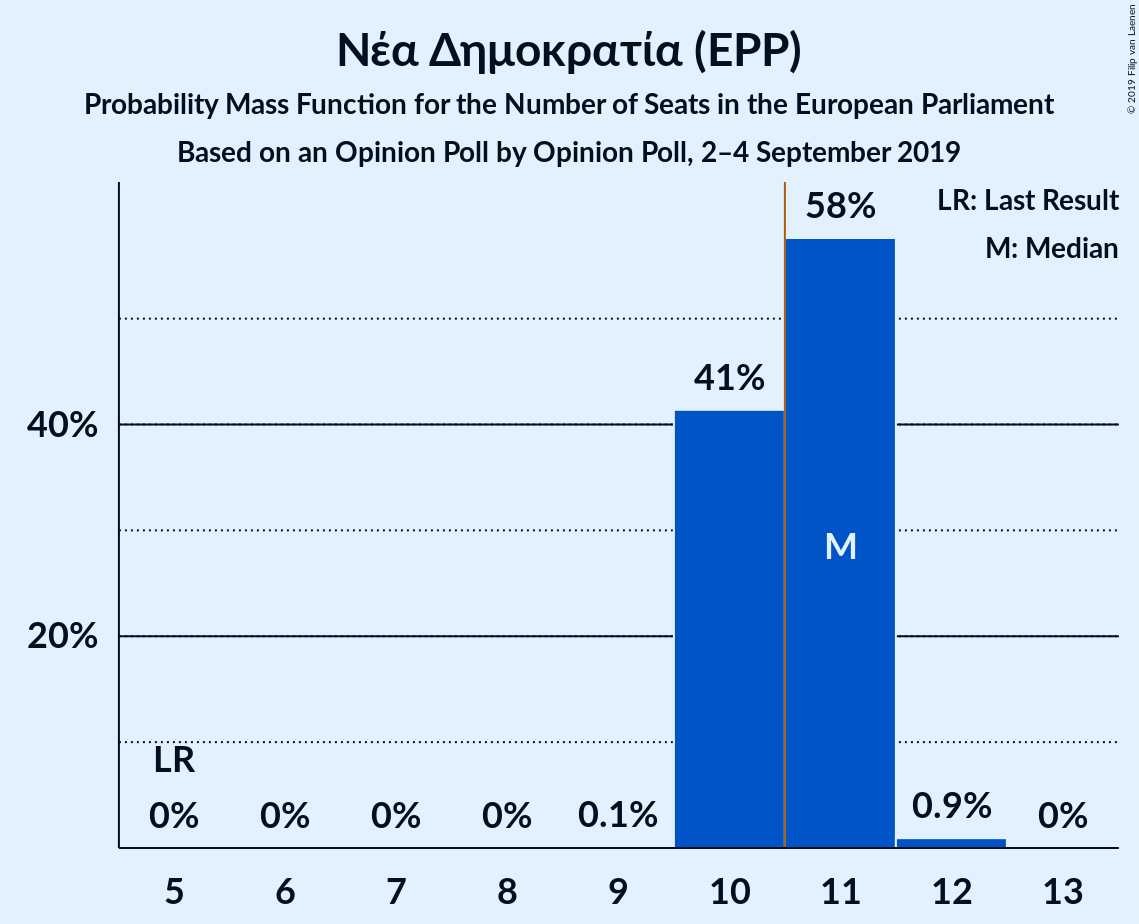 Νέα Δημοκρατία (EPP)
Probability Mass Function for the Number of Seats in the European Parliament
Based on an Opinion Poll by Opinion Poll, 2–4 September 2019
© 2019 Filip van Laenen
LR: Last Result
M: Median
58%
41%
40%
M
20%
LR
0%
0%
0%
0%
0.1%
0.9%
0%
5
6
7
8
9
10
11
12
13